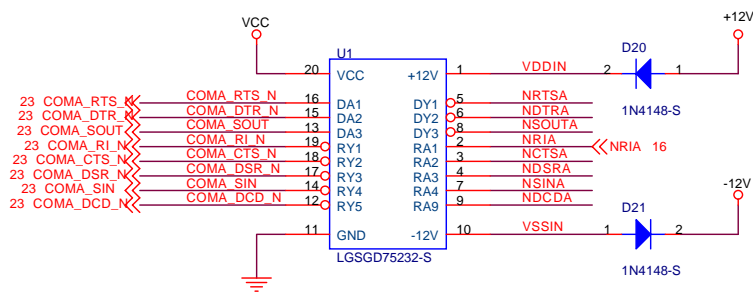 VCC
+12V
U1
D20
20 VCC +12V 1 VDDIN 2 1
1N4148-S
23 COMA_RTS_N COMA_RTS_N 16 DA1 DY1 5 NRTSA
23 COMA_DTR_N COMA_DTR_N 15 DA2 DY2 6 NDTRA
23 COMA_SOUT COMA_SOUT 13 DA3 DY3 8 NSOUTA
23 COMA_RI_N COMA_RI_N 19 RY1 RA1 2 NRIA NRIA 16
23 COMA_CTS_N COMA_CTS_N 18 RY2 RA2 3 NCTSA
23 COMA_DSR_N COMA_DSR_N 17 RY3 RA3 4 NDSRA
23 COMA_SIN COMA_SIN 14 RY4 RA4 7 NSINA
23 COMA_DCD_N COMA_DCD_N 12 RY5 RA9 9 NDCDA
-12V
D21
11 GND -12V 10 VSSIN 1 2
LGSGD75232-S
1N4148-S